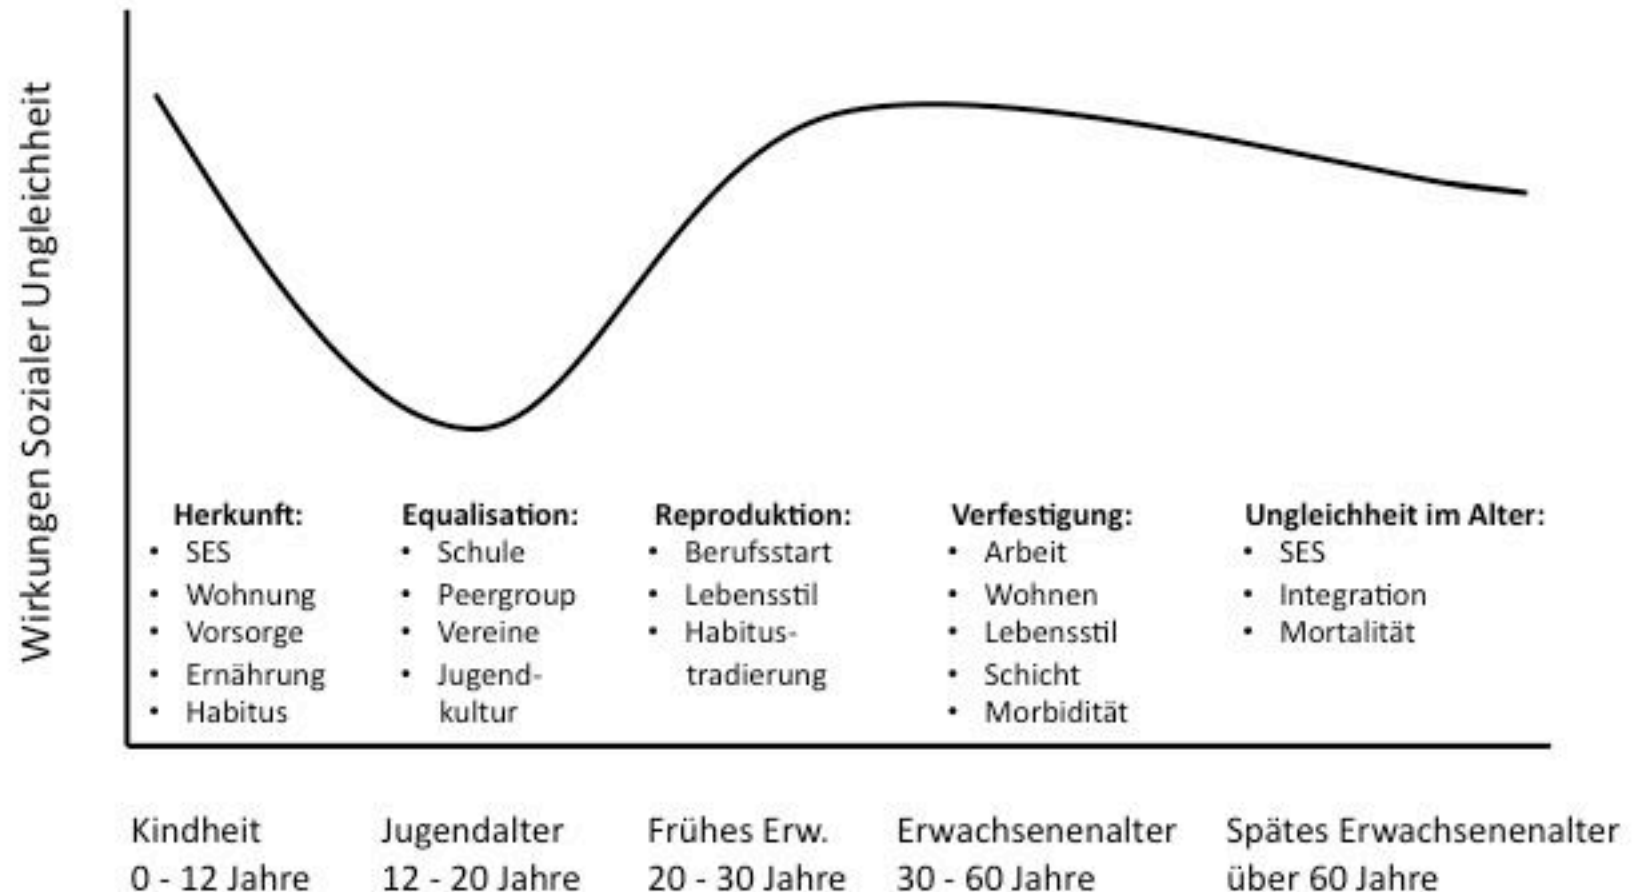 Wirkungen Sozialer Ungleichheit
Herkunft:
• SES
• Wohnung
• Vorsorge
• Ernährung
• Habitus
Equalisation:
• Schule
• Peergroup
• Vereine
• Jugend-
kultur
Reproduktion:
• Berufsstart
• Lebensstil
• Habitus-
tradierung
Verfestigung:
• Arbeit
• Wohnen
• Lebensstil
• Schicht
• Morbidität
Ungleichheit im Alter:
• SES
• Integration
• Mortalität
Kindheit
0 - 12 Jahre
Jugendalter
12 - 20 Jahre
Frühes Erw.
20 - 30 Jahre
Erwachsenenalter
30 - 60 Jahre
Spätes Erwachsenenalter
über 60 Jahre